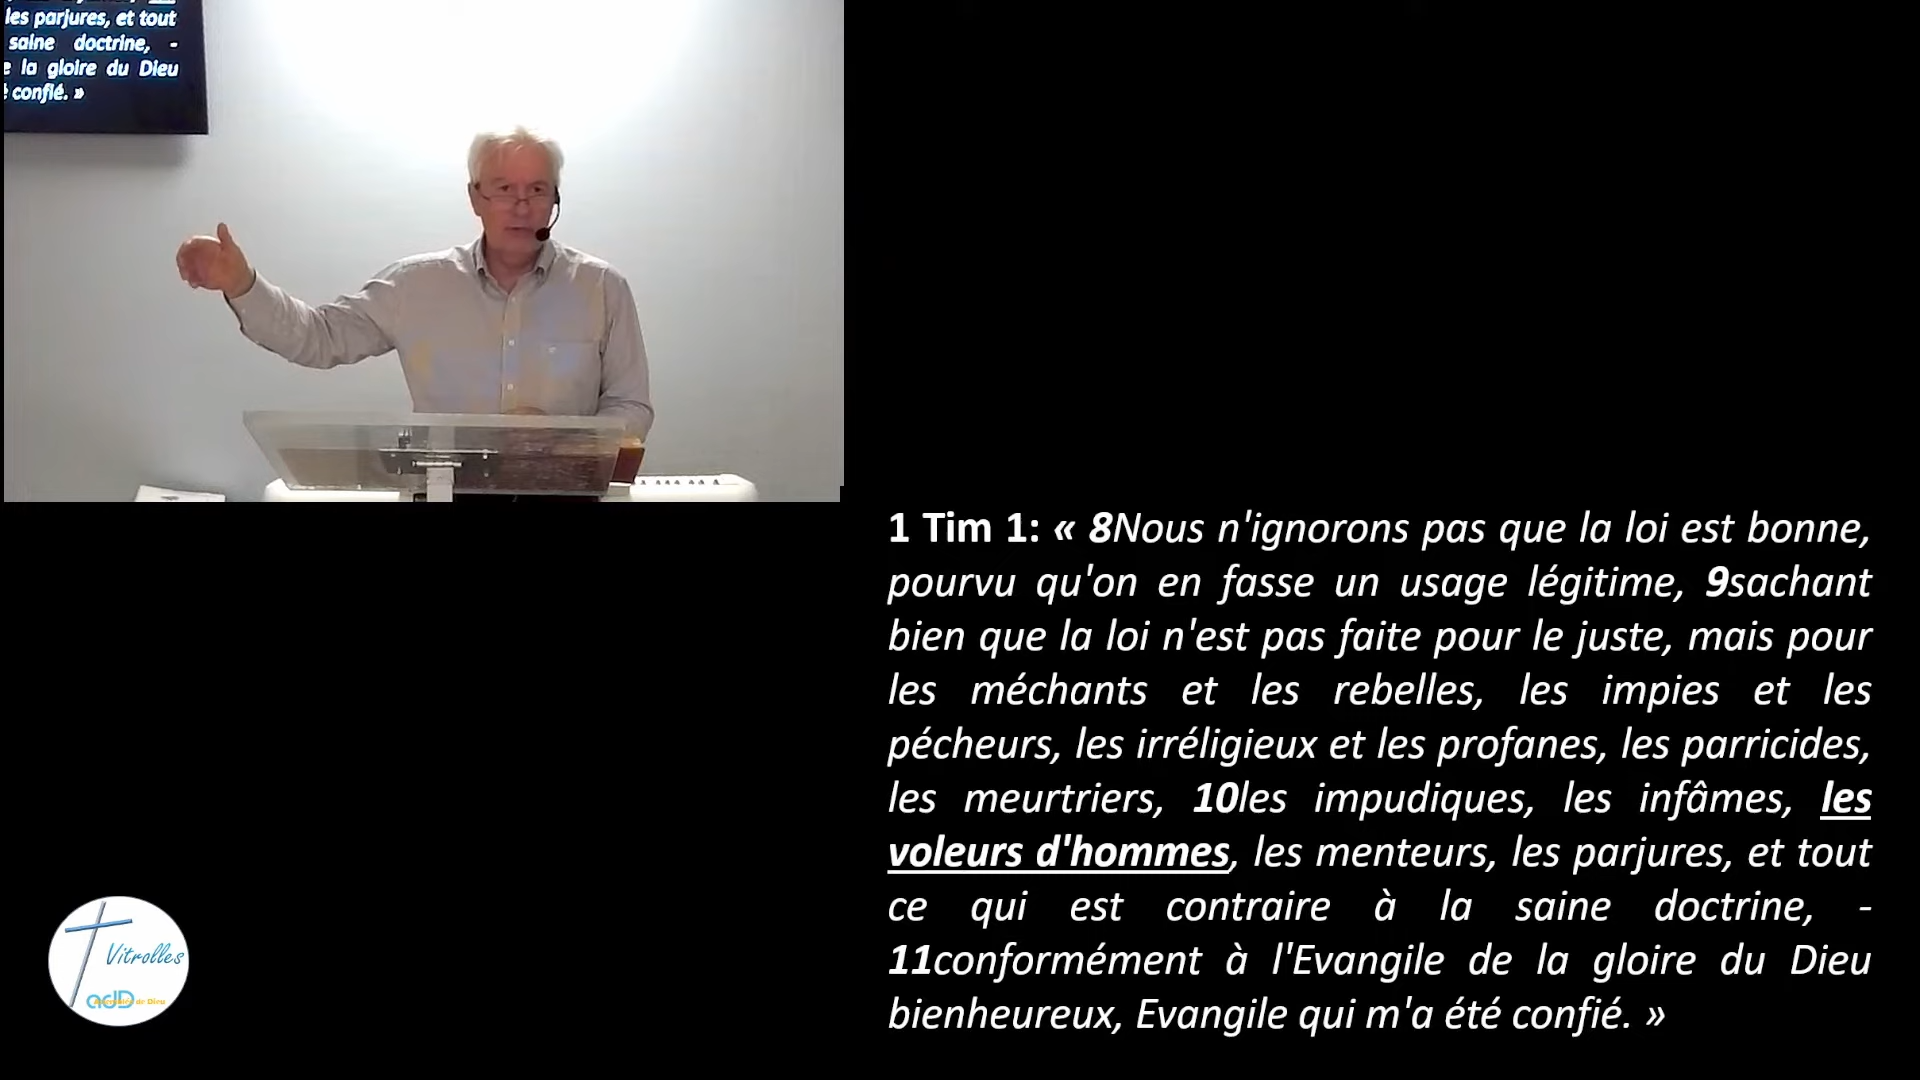 les parjures, et tout
saine doctrine, -
e la gloire du Dieu
é confié. »
1 Tim 1: « 8Nous n'ignorons pas que la loi est bonne,
pourvu qu'on en fasse un usage légitime, 9sachant
bien que la loi n'est pas faite pour le juste, mais pour
les méchants et les rebelles, les impies et les
pécheurs, les irréligieux et les profanes, les parricides,
les meurtriers, 10les impudiques, les infâmes, les
voleurs d'hommes, les menteurs, les parjures, et tout
ce qui est contraire à la saine doctrine, -
11conformément à l'Evangile de la gloire du Dieu
bienheureux, Evangile qui m'a été confié. »
Vitrolles
adD
de Dieu